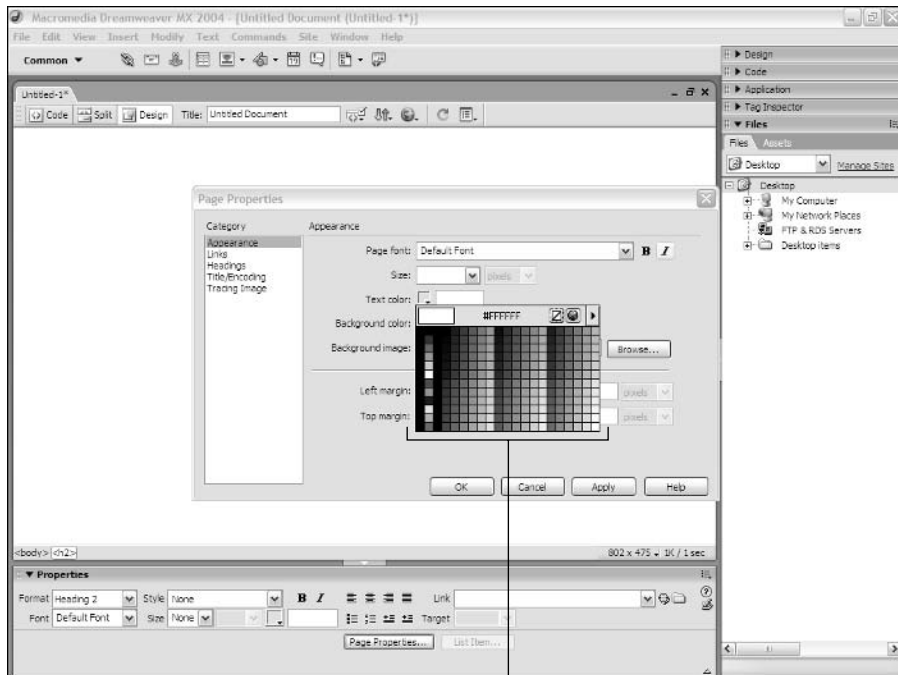 Macromedia Dreamweaver MX 2004 - [Untitled Document (Untitled-1*)]
File Edit View Insert Modify Text Commands Site Window Help
Common
Untitled-1*
Code Split Design Title: Untitled Document
Design
Code
Application
Tag Inspector
Files
Files Assets
Desktop Manage Sites
Desktop
My Computer
My Network Places
FTP & RDS Servers
Desktop items
Page Properties
Category
Appearance
Links
Headings
Title/Encoding
Tracing Image
Appearance
Page font: Default Font B I
Size: pixels
Text color:
#FFFFFF
Background color:
Background image: Browse...
Left margin: pixels
Top margin: pixels
OK Cancel Apply Help
<body> <h2> 802 x 475 1K / 1 sec
Properties
Format Heading 2 Style None B I Link
Font Default Font Size None Target
Page Properties... List Item...